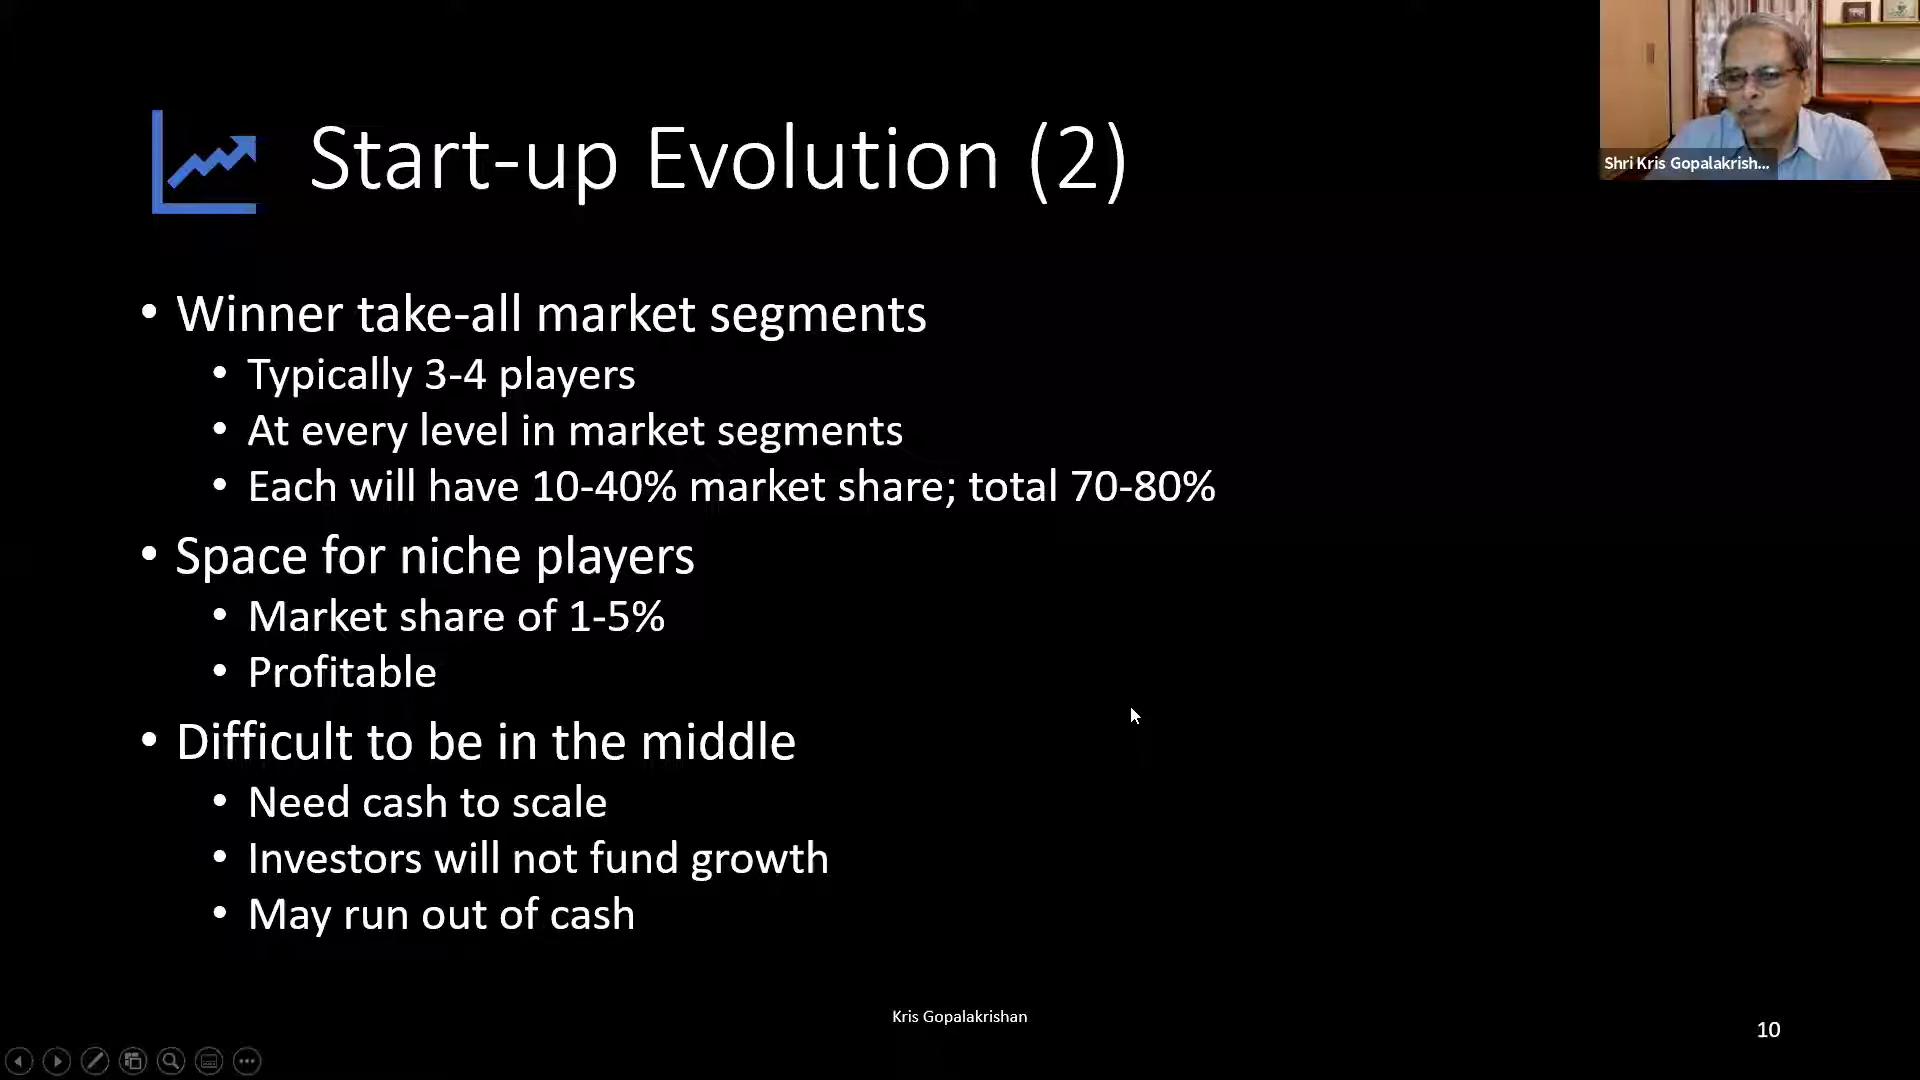 Start-up Evolution (2)
Shri Kris Gopalakrish...
• Winner take-all market segments
• Typically 3-4 players
• At every level in market segments
• Each will have 10-40% market share; total 70-80%
• Space for niche players
• Market share of 1-5%
• Profitable
• Difficult to be in the middle
• Need cash to scale
• Investors will not fund growth
• May run out of cash
Kris Gopalakrishan
10